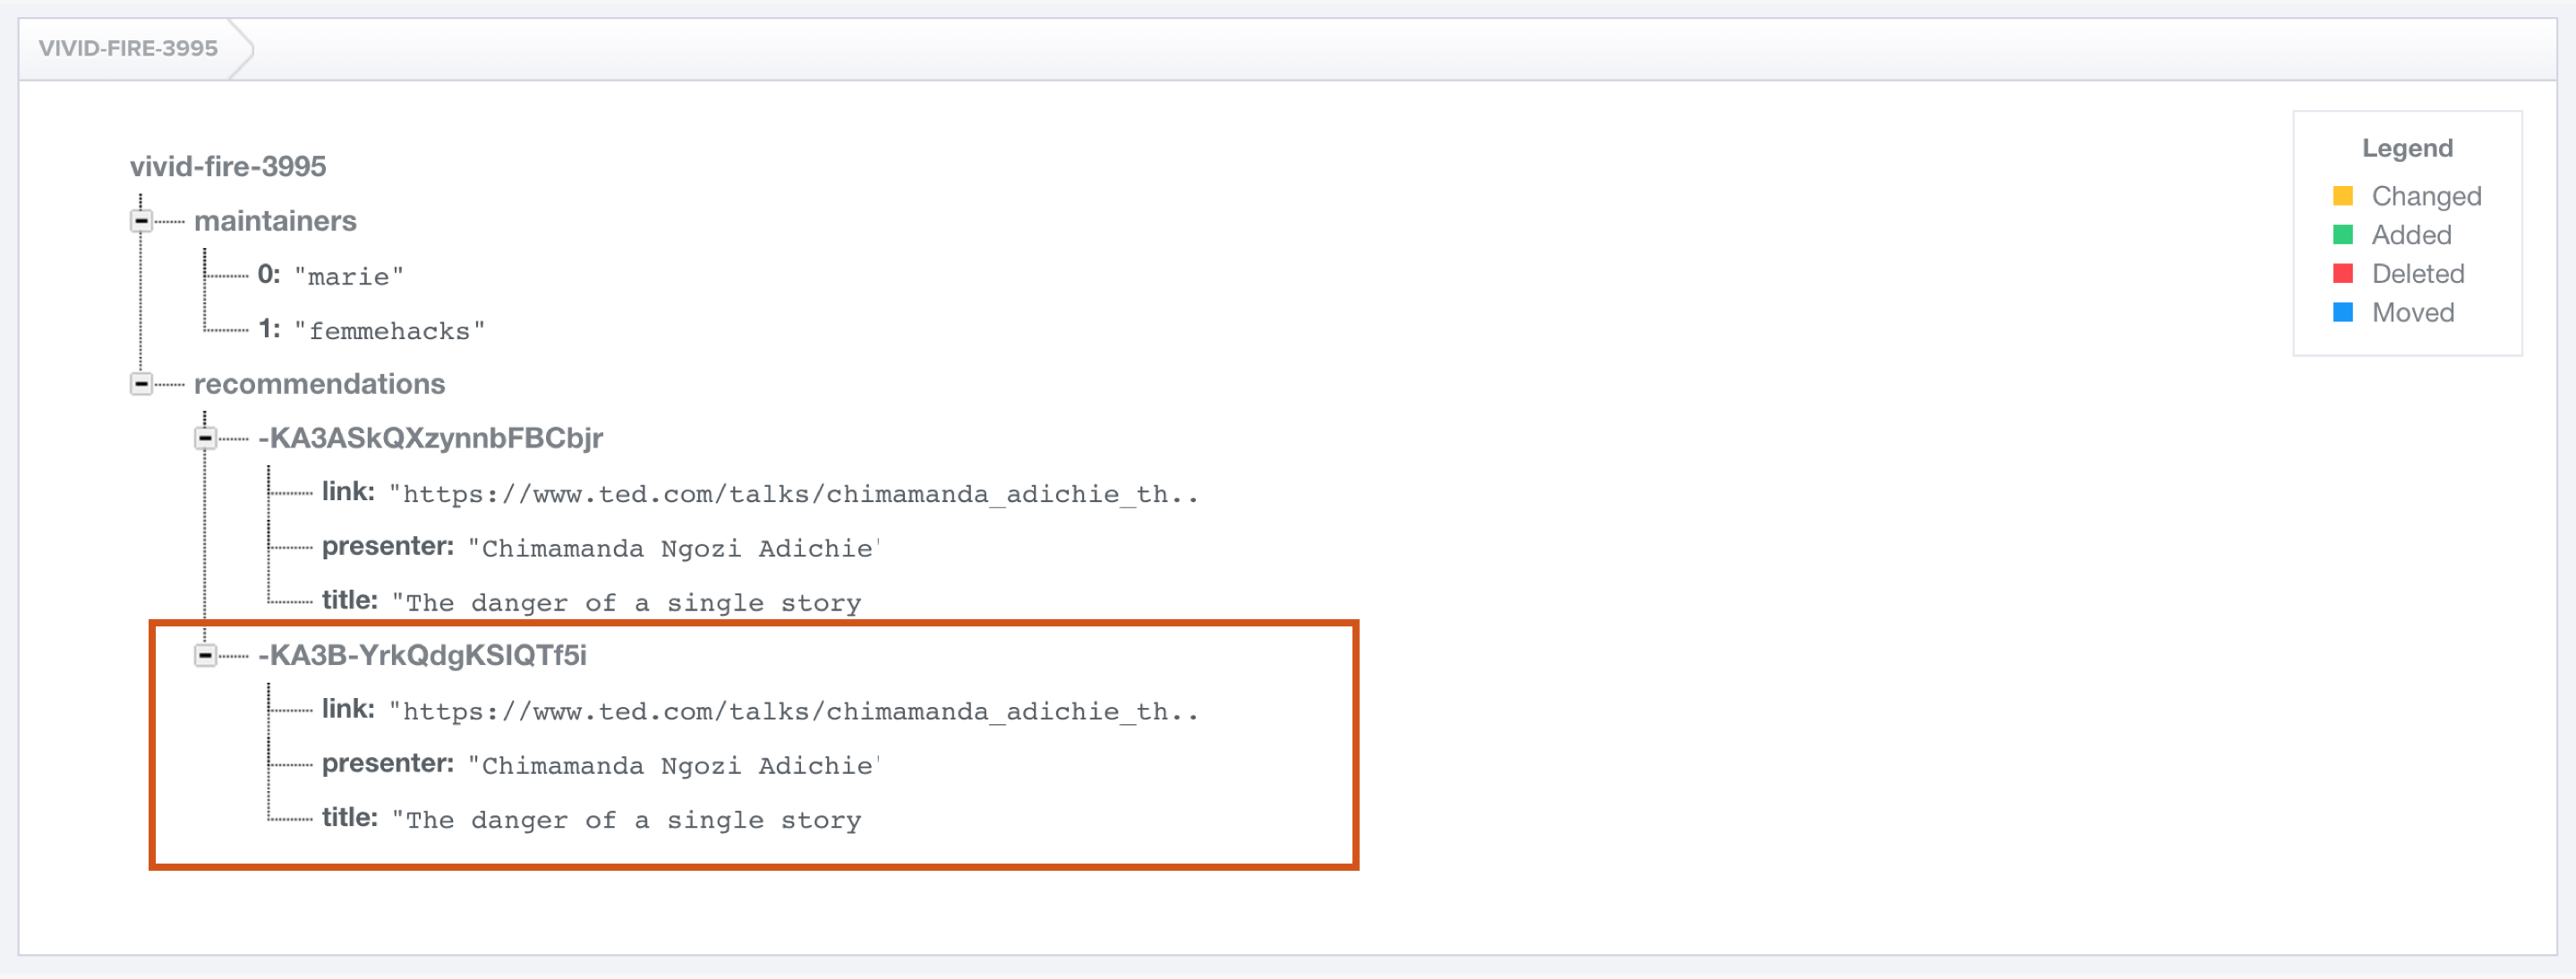 VIVID-FIRE-3995
vivid-fire-3995
maintainers
0: "marie"
1: "femmehacks"
recommendations
-KA3ASkQXzynnbFBCbjr
link: "https://www.ted.com/talks/chimamanda_adichie_th..
presenter: "Chimamanda Ngozi Adichie'
title: "The danger of a single story
-KA3B-YrkQdgKSIQTf5i
link: "https://www.ted.com/talks/chimamanda_adichie_th..
presenter: "Chimamanda Ngozi Adichie'
title: "The danger of a single story
Legend
Changed
Added
Deleted
Moved